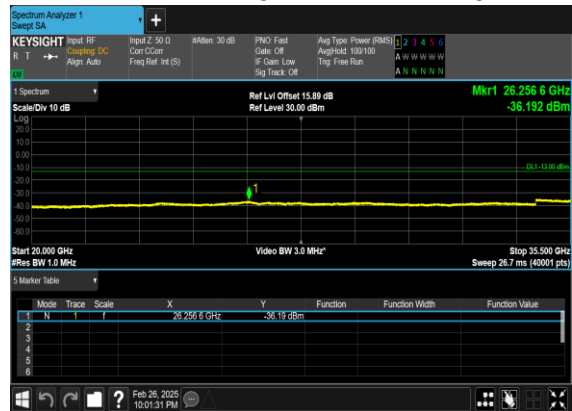 Spectrum Analyzer 1
Swept SA
+
KEYSIGHT Input: RF Input Z: 50 Ω #Atten: 30 dB PNO: Fast Avg Type: Power (RMS) 1 2 3 4 5 6
R T Coupling: DC Corr CCorr Gate: Off Avg|Hold: 100/100 A W W W W W
Align: Auto Freq Ref: Int (S) IF Gain: Low Trig: Free Run
Sig Track: Off A N N N N N
LW
1 Spectrum
Ref Lvl Offset 15.89 dB Mkr1 26.256 6 GHz
Scale/Div 10 dB Ref Level 30.00 dBm -36.192 dBm
Log
20.0
10.0
0.00
-10.0
DL1 -13.00 dBm
-20.0
1
-30.0
-40.0
-50.0
-60.0
Start 20.000 GHz Video BW 3.0 MHz* Stop 35.500 GHz
#Res BW 1.0 MHz Sweep 26.7 ms (40001 pts)
5 Marker Table
Mode Trace Scale X Y Function Function Width Function Value
1 N 1 f 26.256 6 GHz -36.19 dBm
2
3
4
5
6
? Feb 26, 2025
10:01:31 PM